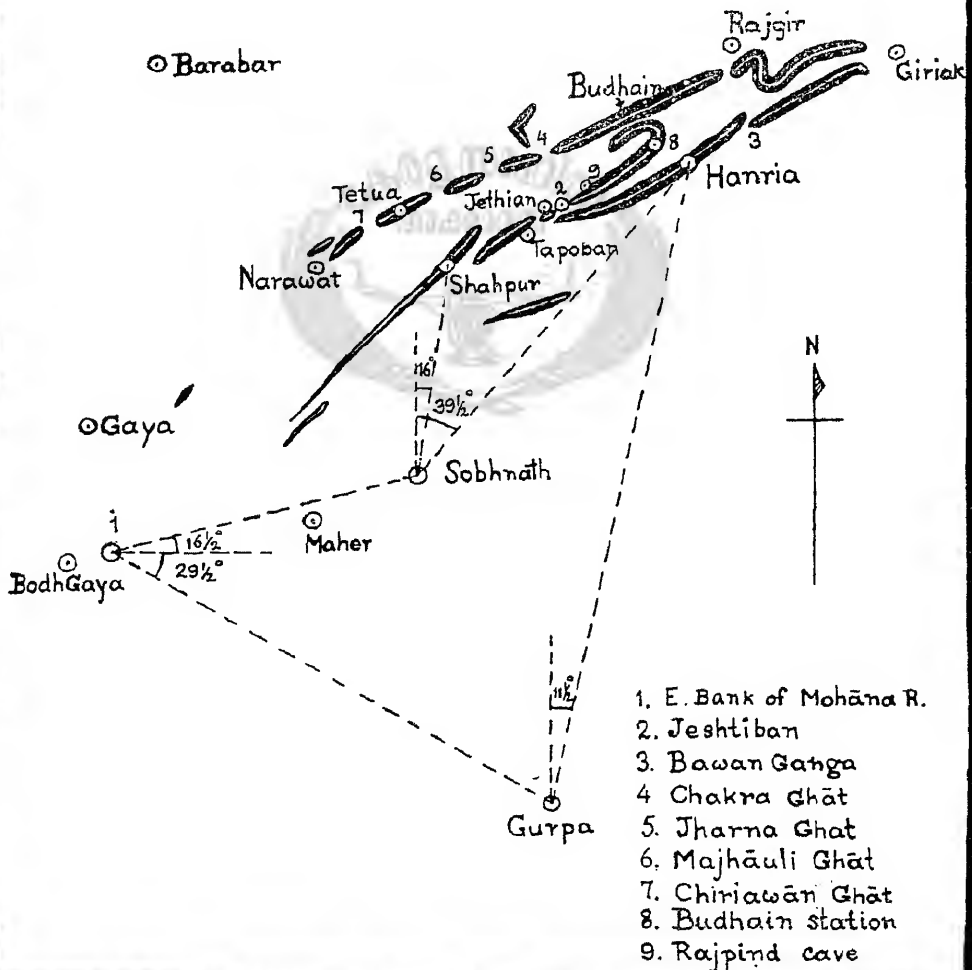 Rajgir
Barabar
Giriak
Budhain
4
8
3
5
6
9
Hanria
Tetua
Jethian
2
7
Tapoban
Narawat
Shahpur
N
16°
39½°
Gaya
Sobhnath
1
16½°
Maher
29½°
BodhGaya
11½°
Gurpa
1. E. Bank of Mohāna R.
2. Jeshtiban
3. Bawan Ganga
4 Chakra Ghāt
5. Jharna Ghat
6. Majhāuli Ghāt
7. Chiriawān Ghāt
8. Budhain station
9. Rajpind cave